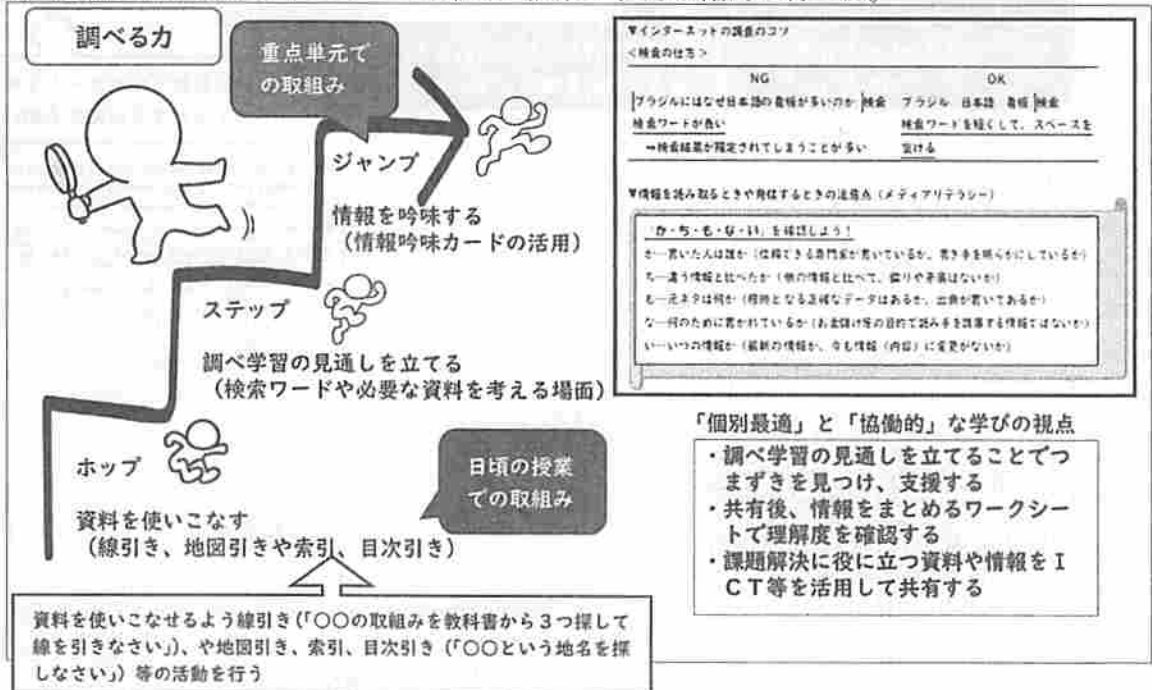 調べる力
重点単元で
の取組み
ジャンプ
情報を吟味する
(情報吟味カードの活用)
ステップ
調べ学習の見通しを立てる
(検索ワードや必要な資料を考える場面)
ホップ
日頃の授業
での取組み
資料を使いこなす
(線引き、地図引きや索引、目次引き)
資料を使いこなせるよう線引き(「〇〇の取組みを教科書から3つ探して
線を引きなさい」)、や地図引き、索引、目次引き(「〇〇という地名を探
しなさい」)等の活動を行う
▼インターネットの調査のコツ
<検索の仕方>
NG
OK
ブラジルにはなぜ日本語の看板が多いのか 検索
ブラジル 日本語 看板 検索
検索ワードが長い
検索ワードを短くして、スペースを
⇒検索結果が限定されてしまうことが多い
空ける
▼情報を読み取るときや発信するときの注意点(メディアリテラシー)
「か・ち・も・な・い」を確認しよう!
か…書いた人は誰か(信頼できる専門家が書いているか、書き手を明らかにしているか)
ち…違う情報と比べたか(他の情報と比べて、偏りや矛盾はないか)
も…元ネタは何か(根拠となる正確なデータはあるか、出典が書いてあるか)
な…何のために書かれているか(お金儲け等の目的で読み手を誘導する情報ではないか)
い…いつの情報か(最新の情報か、今も情報(内容)に変更がないか)
「個別最適」と「協働的」な学びの視点
・調べ学習の見通しを立てることでつ
まずきを見つけ、支援する
・共有後、情報をまとめるワークシー
トで理解度を確認する
・課題解決に役に立つ資料や情報をI
CT等を活用して共有する